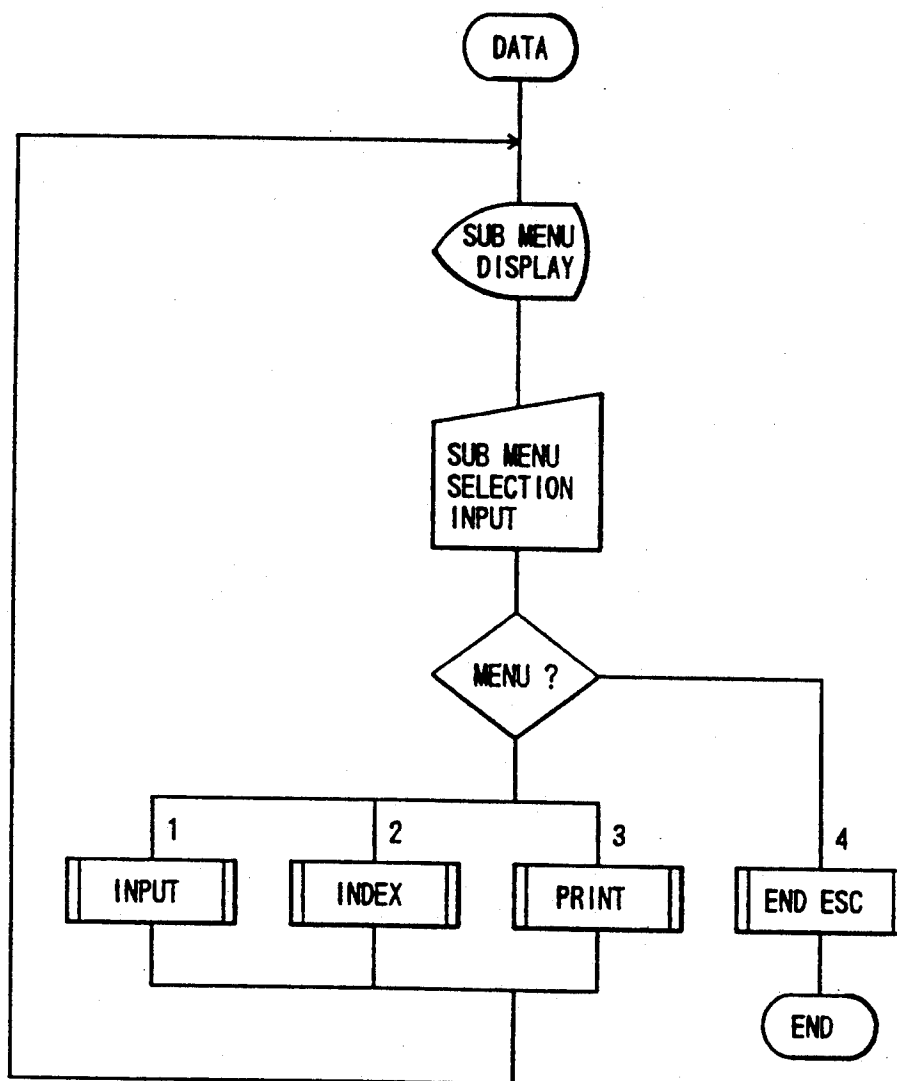 DATA
SUB MENU
DISPLAY
SUB MENU
SELECTION
INPUT
MENU ?
1
2
3
4
INPUT
INDEX
PRINT
END ESC
END